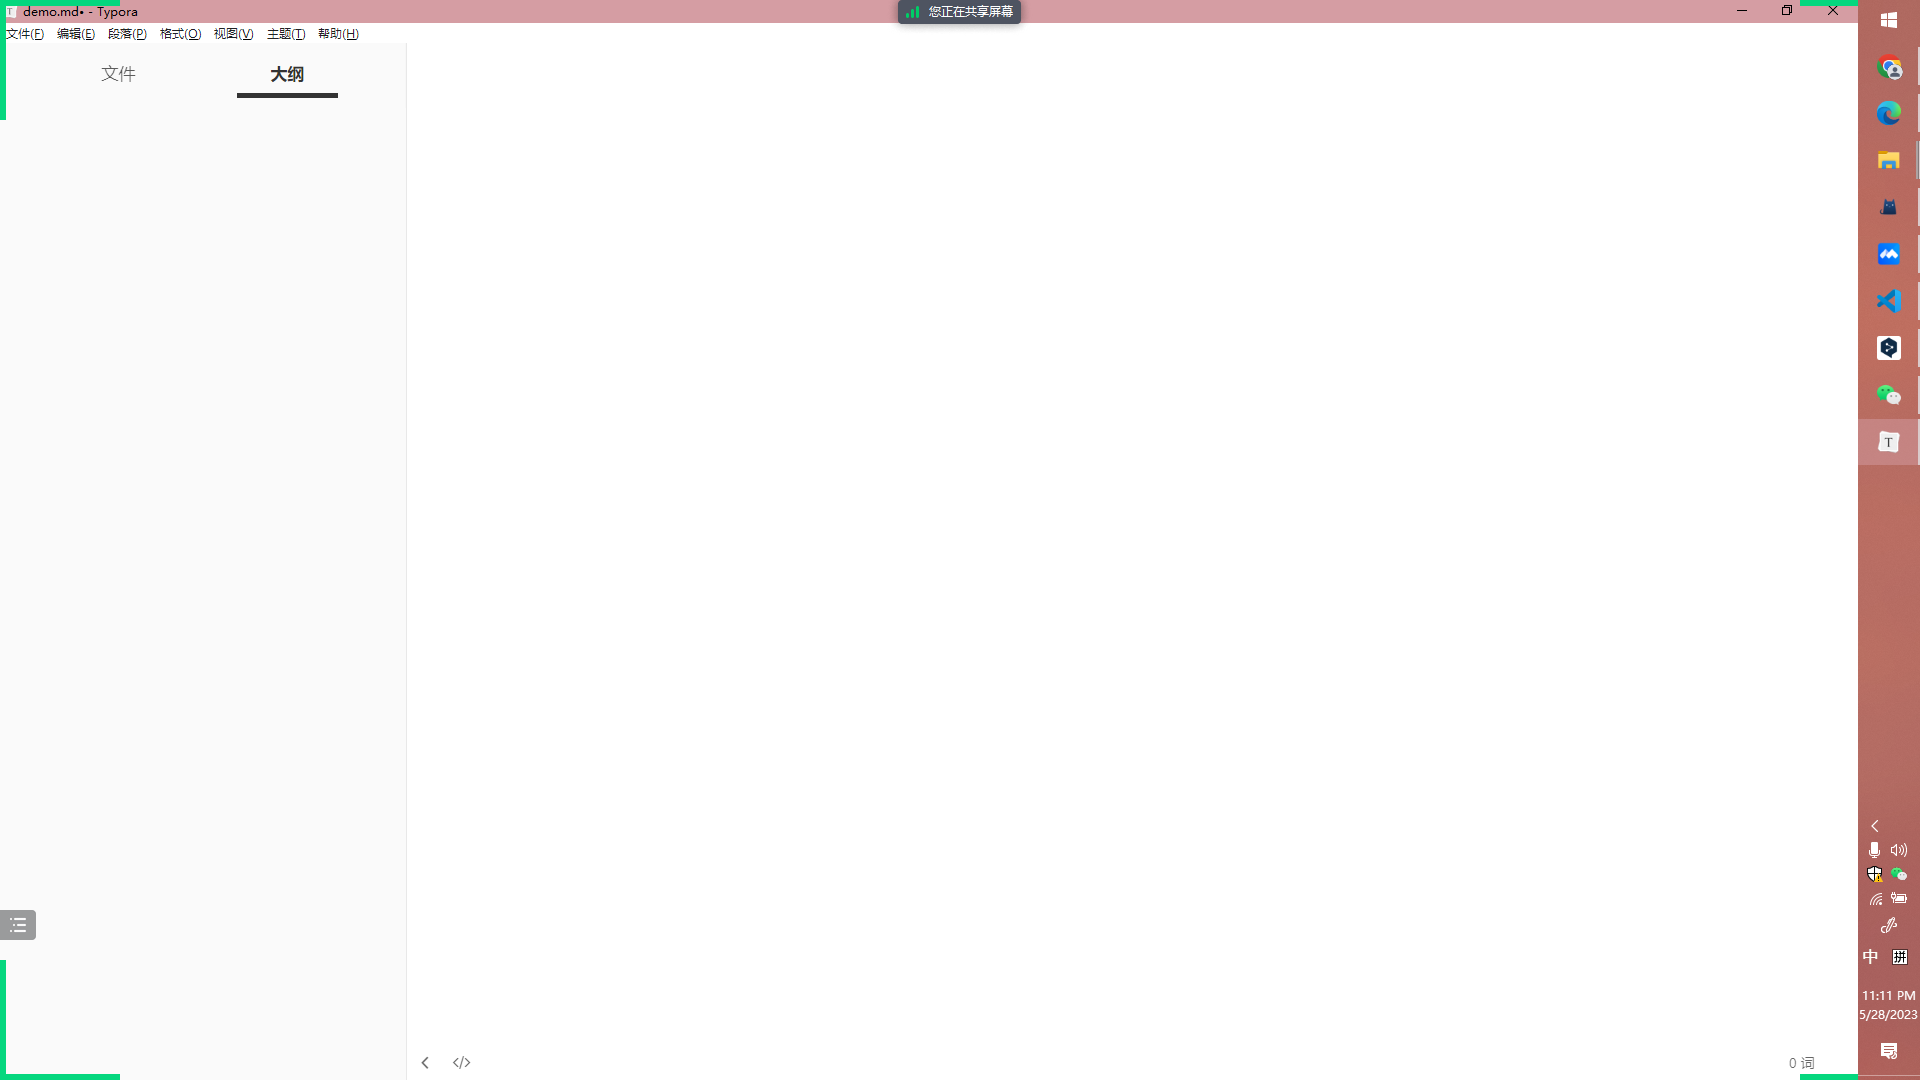 demo.md• - Typora
您正在共享屏幕
文件(F) 编辑(E) 段落(P) 格式(O) 视图(V) 主题(T) 帮助(H)
文件
大纲
T
中 拼
11:11 PM
5/28/2023
0 词